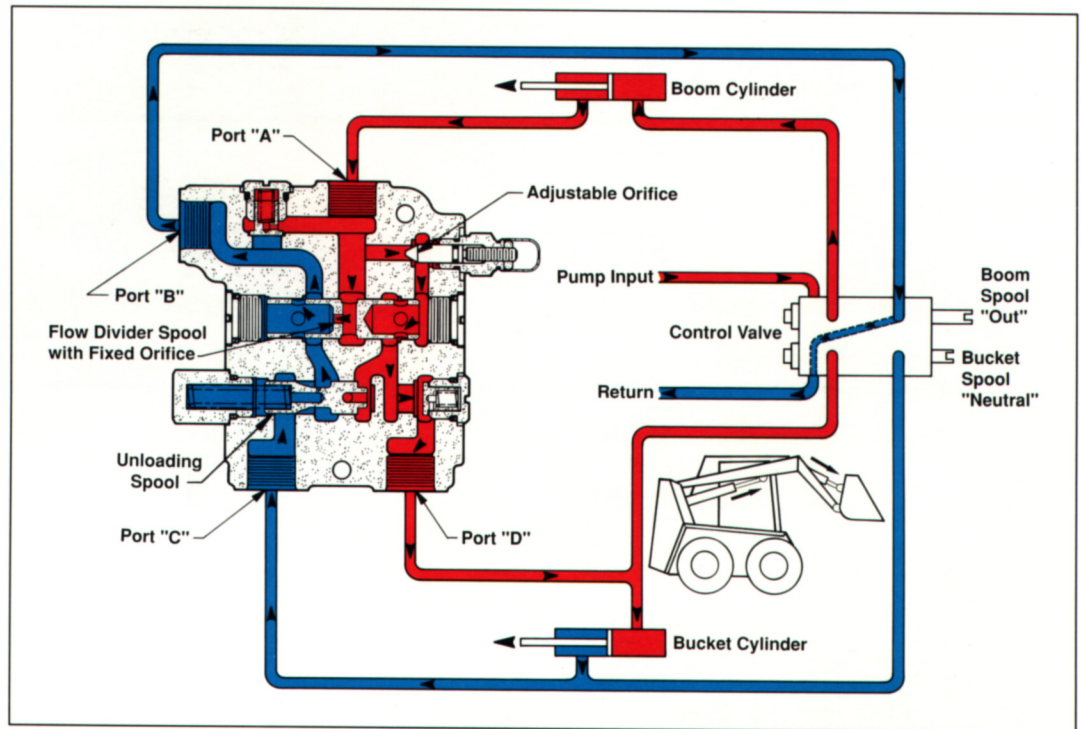 Boom Cylinder
Port "A"
Adjustable Orifice
Pump Input
Boom
Spool
"Out"
Port "B"
Control Valve
Flow Divider Spool
with Fixed Orifice
Bucket
Spool
"Neutral"
Return
Unloading
Spool
Port "C"
Port "D"
Bucket Cylinder